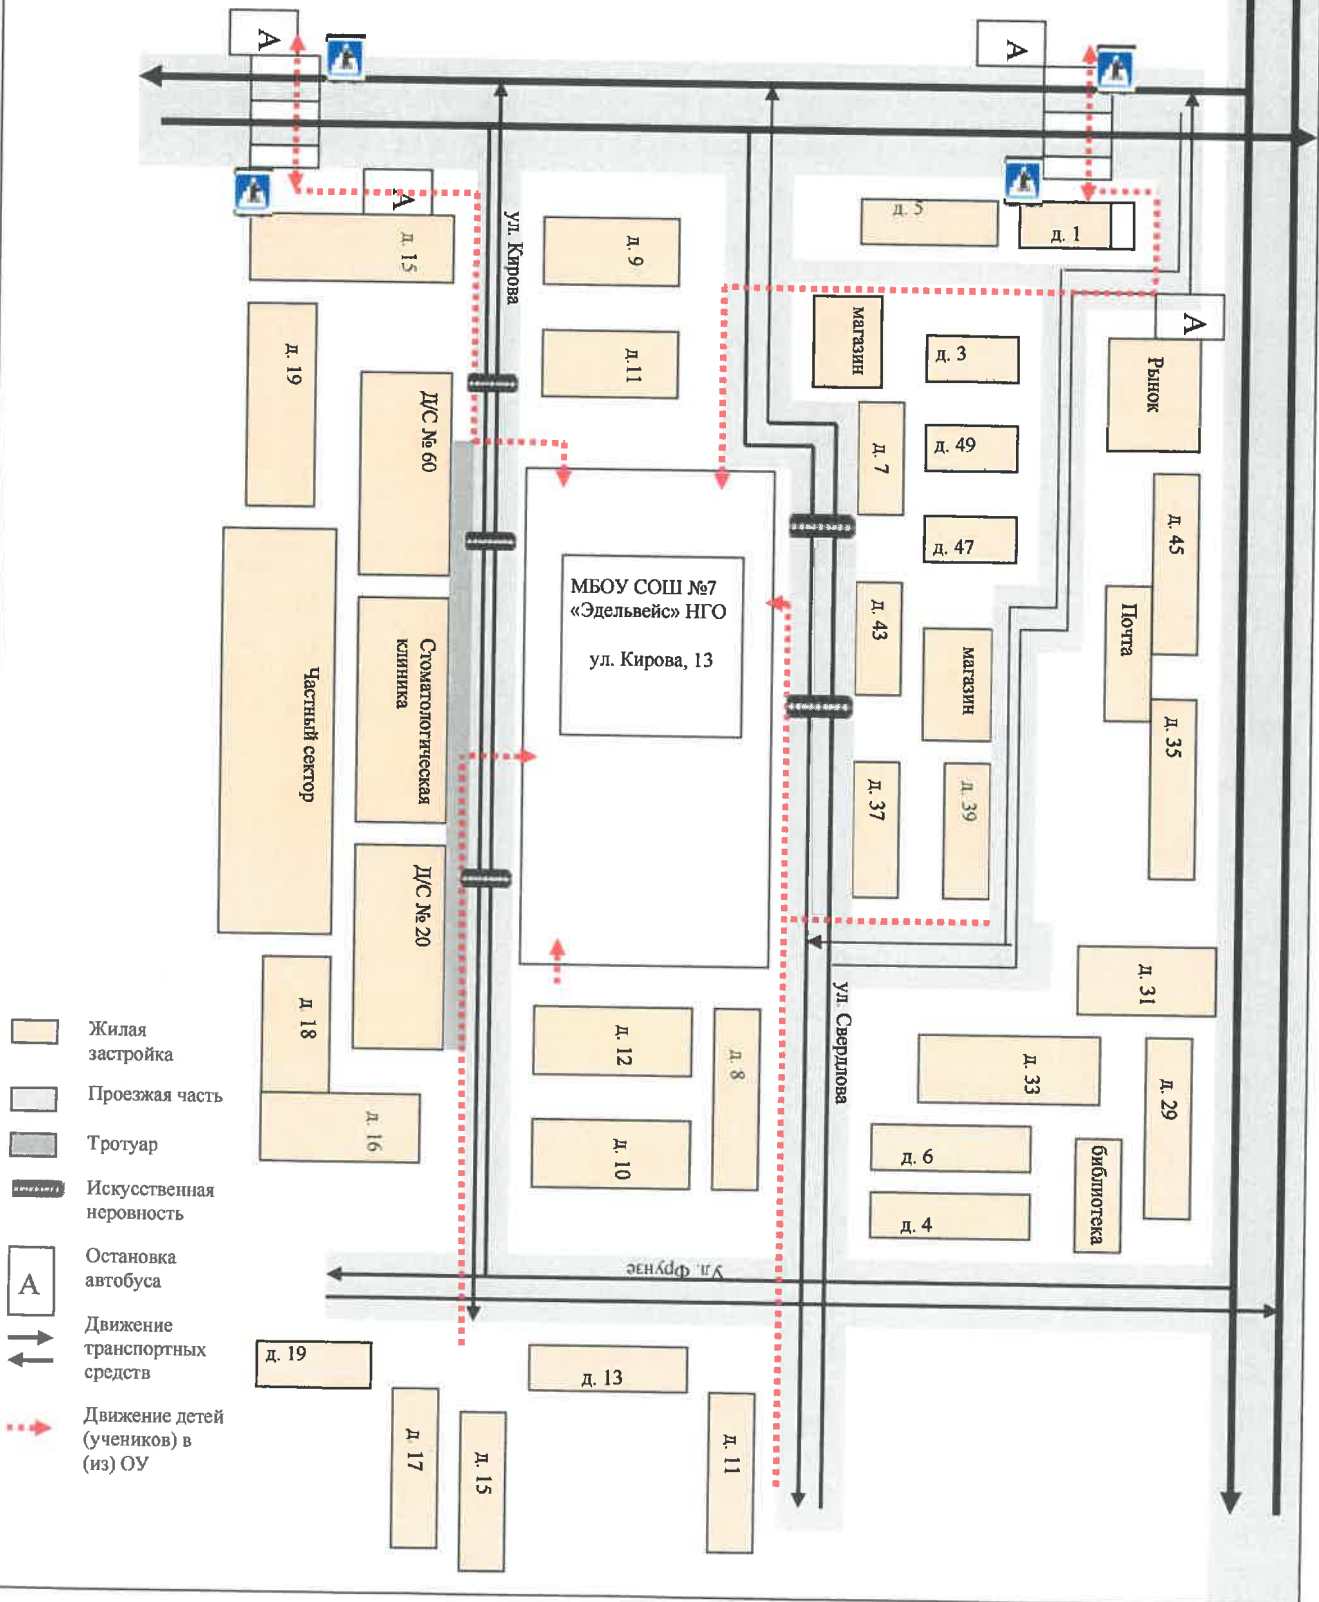 А
А
А
А
д. 15
д. 5
д. 1
ул. Кирова
д. 9
д.11
магазин
д. 3
Рынок
д. 19
Д/С № 60
д. 7
д. 49
д. 47
д. 45
МБОУ СОШ №7
«Эдельвейс» НГО
ул. Кирова, 13
Частный сектор
Стоматологическая
клиника
д. 43
магазин
Почта
д. 35
д. 37
д. 39
Д/С № 20
д. 18
д. 16
д. 12
д. 8
д. 10
ул. Свердлова
д. 31
д. 33
д. 29
д. 6
д. 4
библиотека
Ул. Фрунзе
д. 19
д. 17
д. 15
д. 13
д. 11
Жилая
застройка
Проезжая часть
Тротуар
Искусственная
неровность
А
Остановка
автобуса
Движение
транспортных
средств
Движение детей
(учеников) в
(из) ОУ